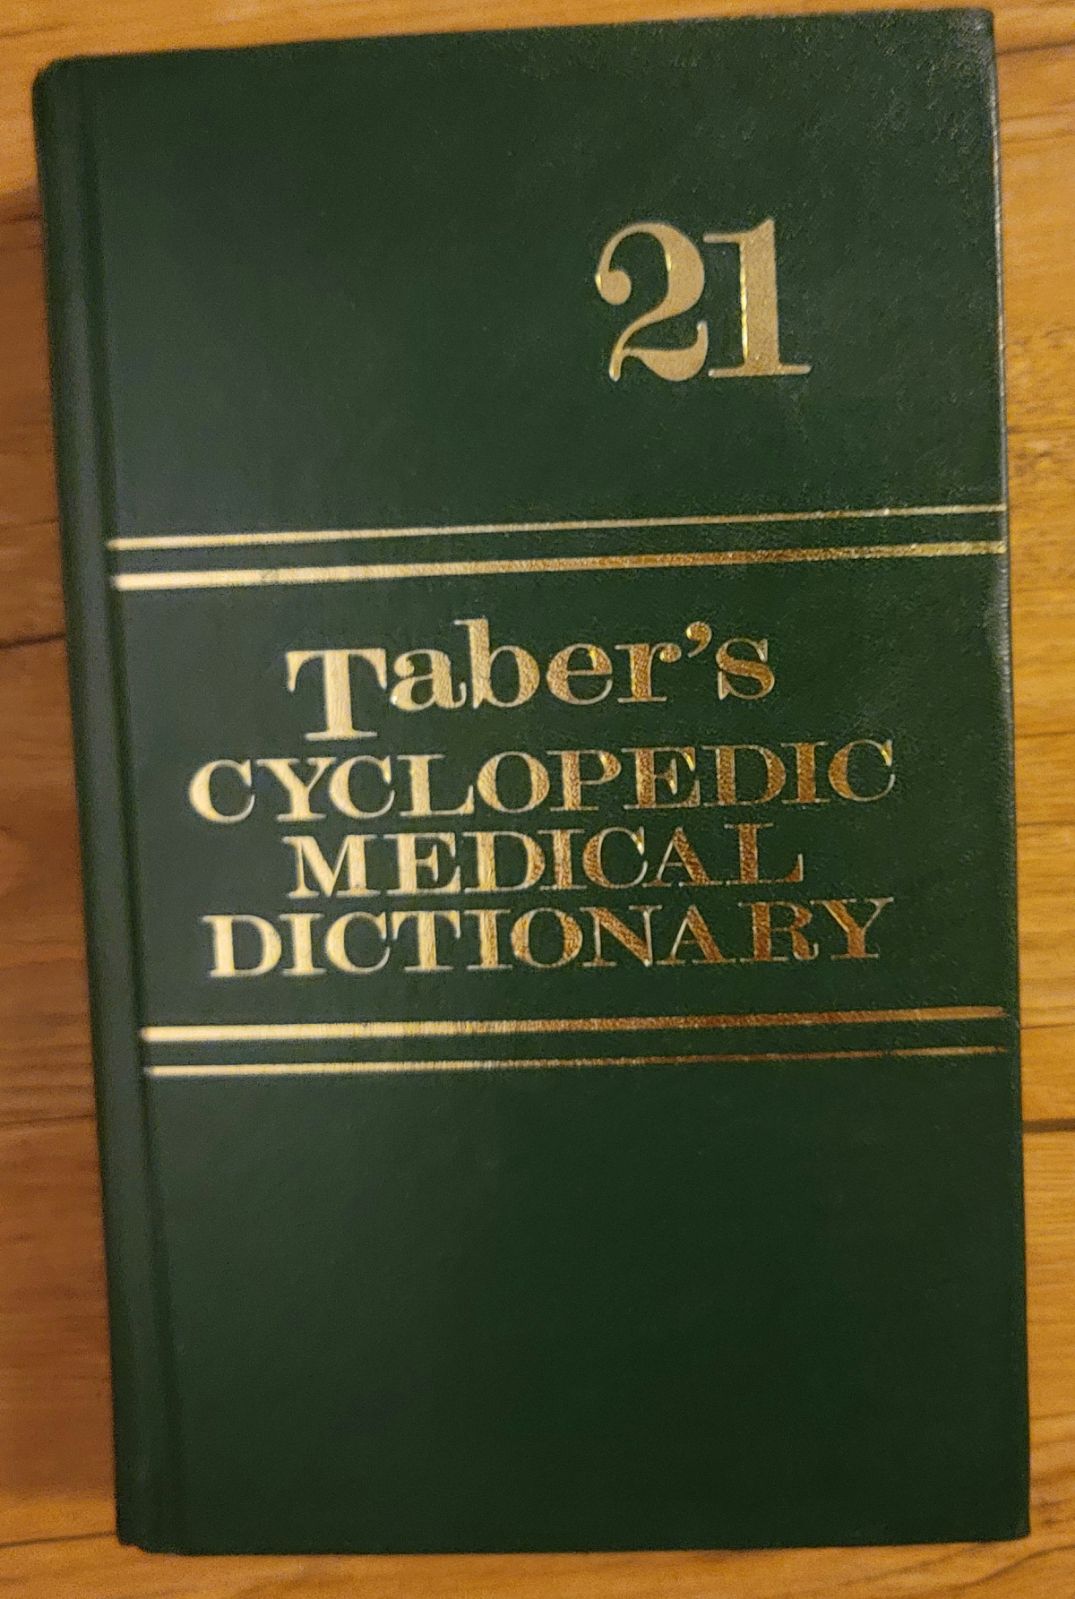 21
Taber's
CYCLOPEDIC
MEDICAL
DICTIONARY